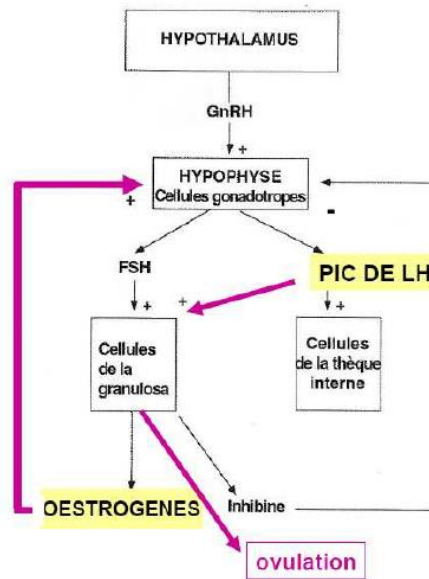 HYPOTHALAMUS
GnRH
+
HYPOPHYSE
Cellules gonadotropes
+
-
FSH
PIC DE LH
+
+
+
Cellules
de la
granulosa
Cellules
de la thèque
interne
OESTROGENES
Inhibine
ovulation